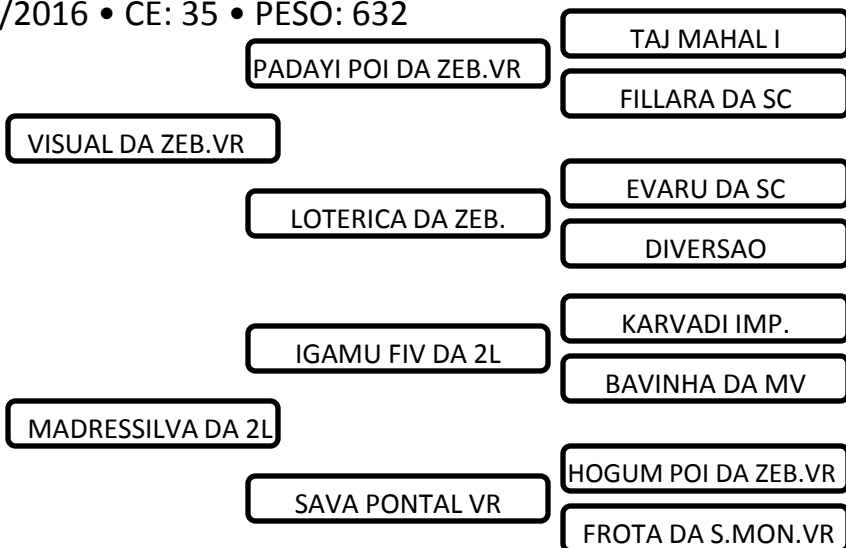 /2016 • CE: 35 • PESO: 632
TAJ MAHAL I
PADAYI POI DA ZEB.VR
FILLARA DA SC
VISUAL DA ZEB.VR
EVARU DA SC
LOTERICA DA ZEB.
DIVERSAO
KARVADI IMP.
IGAMU FIV DA 2L
BAVINHA DA MV
MADRESSILVA DA 2L
HOGUM POI DA ZEB.VR
SAVA PONTAL VR
FROTA DA S.MON.VR